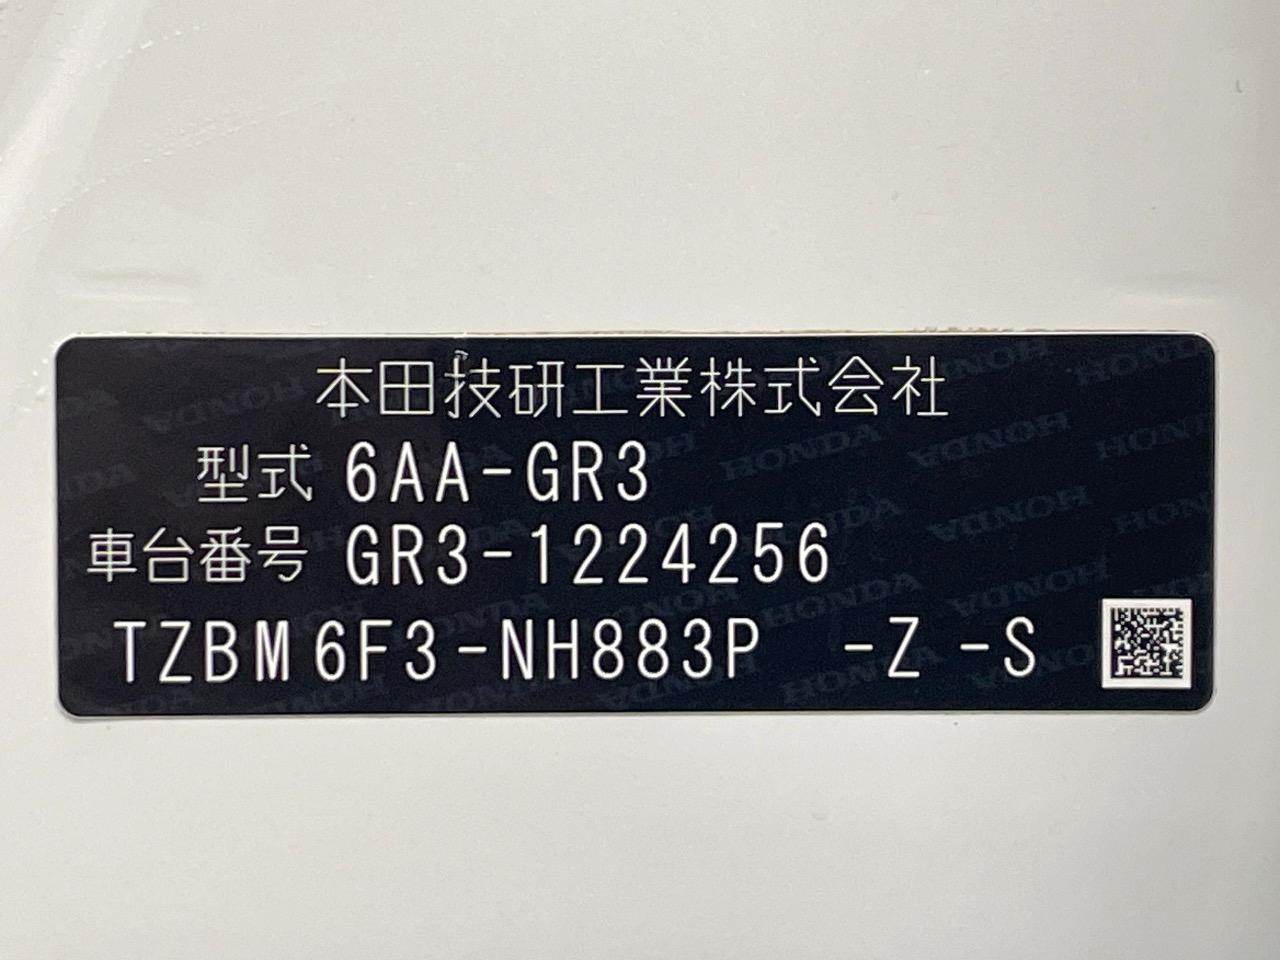 本田技研工業株式会社
型式 6AA-GR3
車台番号 GR3-1224256
TZBM6F3-NH883P -Z -S